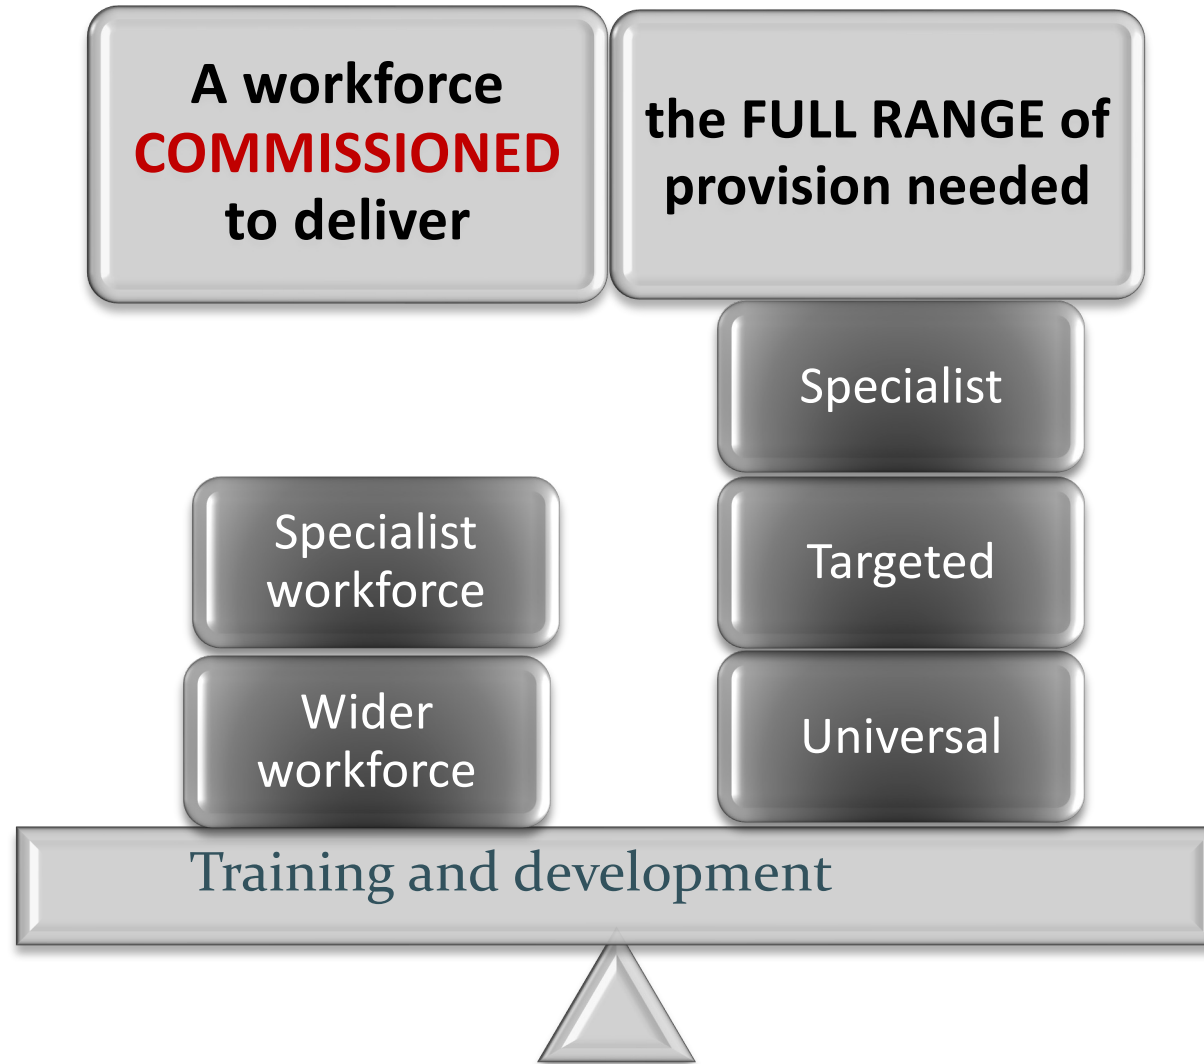 A workforce
COMMISSIONED
to deliver
the FULL RANGE of
provision needed
Specialist
workforce
Wider
workforce
Specialist
Targeted
Universal
Training and development